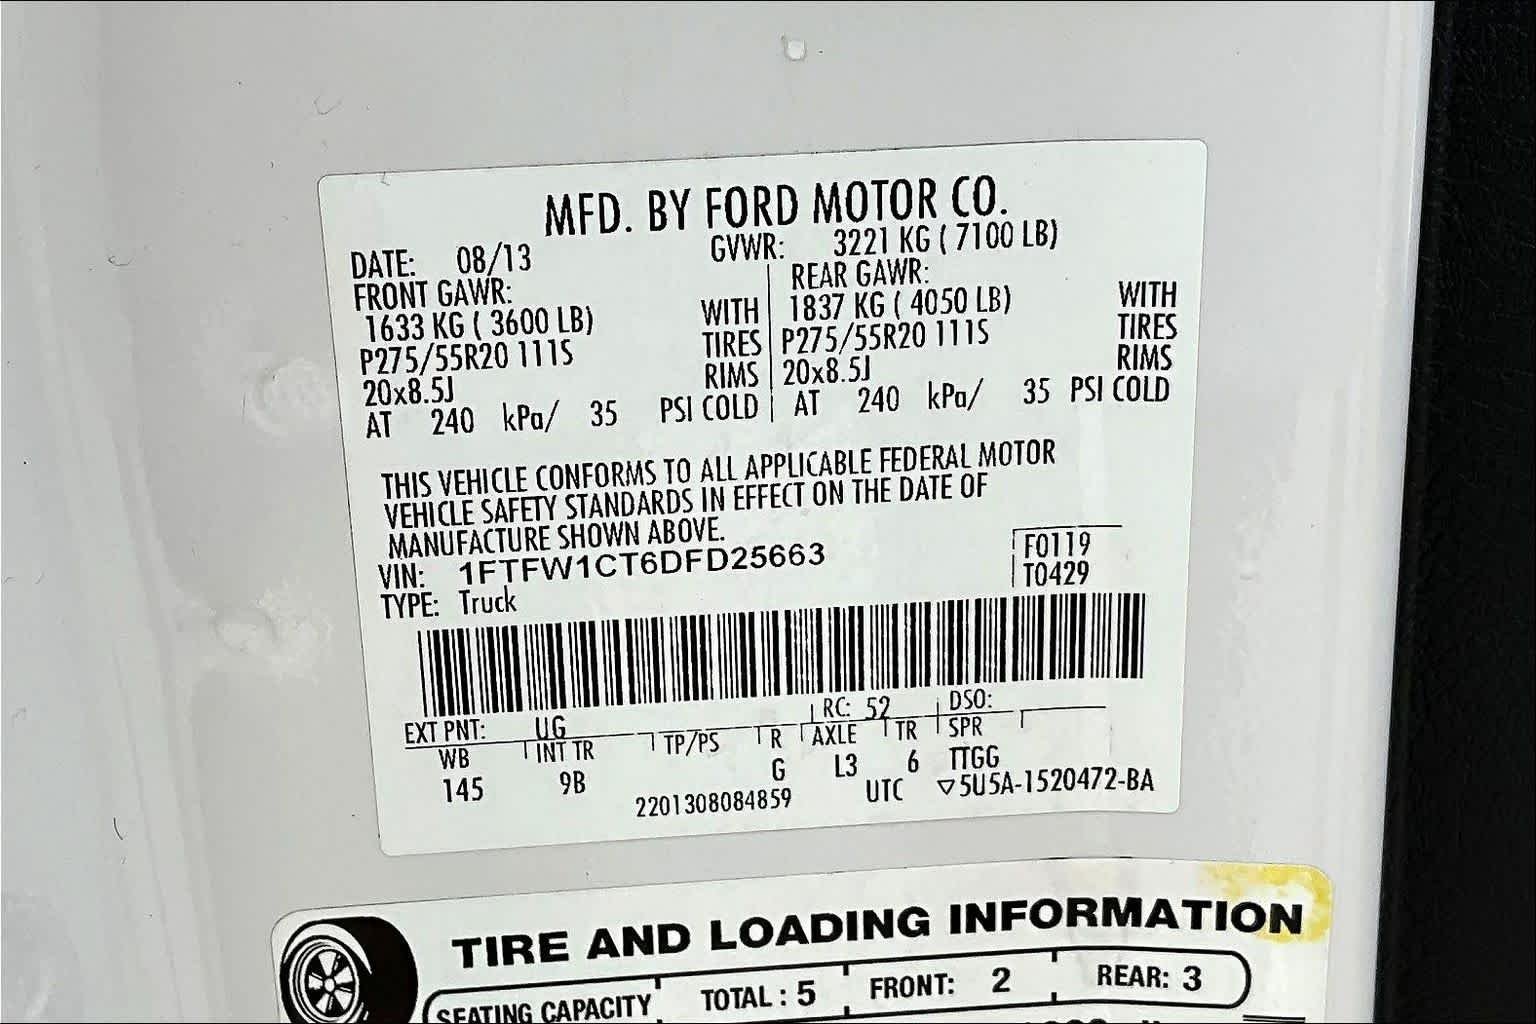 MFD. BY FORD MOTOR CO.
DATE: 08/13 GVWR: 3221 KG ( 7100 LB)
FRONT GAWR: REAR GAWR:
1633 KG ( 3600 LB) WITH 1837 KG ( 4050 LB) WITH
P275/55R20 111S TIRES P275/55R20 111S TIRES
20x8.5J RIMS 20x8.5J RIMS
AT 240 kPa/ 35 PSI COLD AT 240 kPa/ 35 PSI COLD
THIS VEHICLE CONFORMS TO ALL APPLICABLE FEDERAL MOTOR
VEHICLE SAFETY STANDARDS IN EFFECT ON THE DATE OF
MANUFACTURE SHOWN ABOVE.
VIN: 1FTFW1CT6DFD25663 F0119
TYPE: Truck T0429
EXT PNT: UG RC: 52 DSO:
WB INT TR TP/PS R AXLE TR SPR
145 9B G L3 6 TTGG
2201308084859 UTC ▽5U5A-1520472-BA
TIRE AND LOADING INFORMATION
SEATING CAPACITY TOTAL : 5 FRONT: 2 REAR: 3